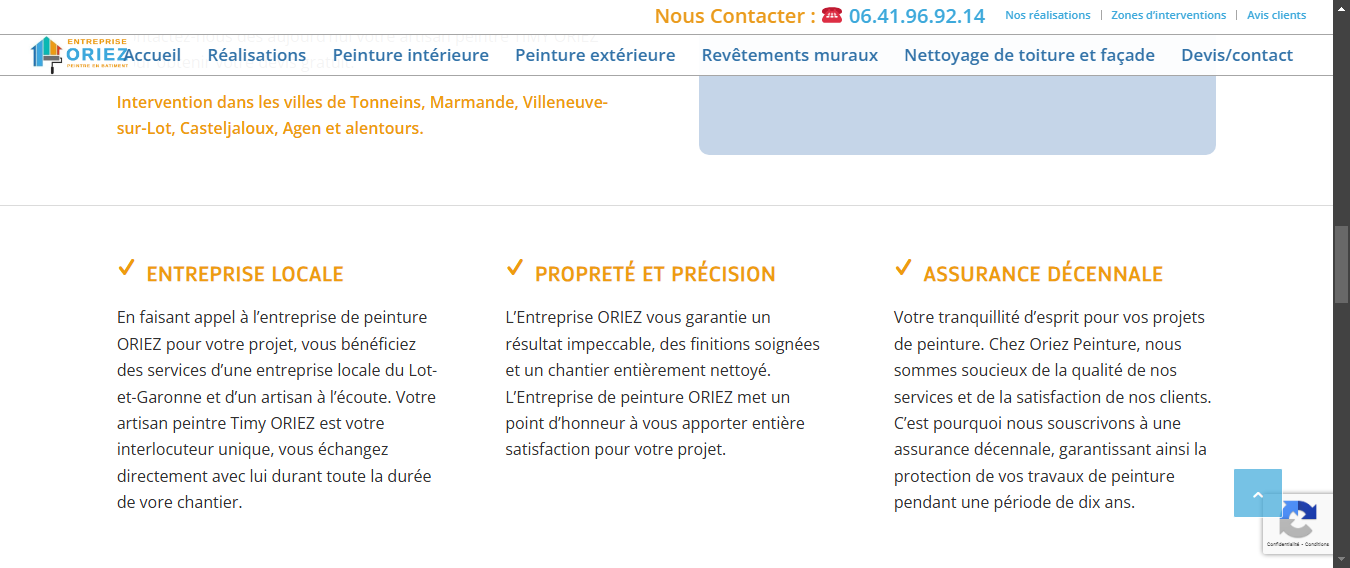 Nous Contacter : ☎️ 06.41.96.92.14
Nos réalisations | Zones d'interventions | Avis clients
ENTREPRISE
ORIEZ
PEINTRE EN BATIMENT
Accueil Réalisations Peinture intérieure Peinture extérieure Revêtements muraux Nettoyage de toiture et façade Devis/contact
Intervention dans les villes de Tonneins, Marmande, Villeneuve-
sur-Lot, Casteljaloux, Agen et alentours.
ENTREPRISE LOCALE
En faisant appel à l’entreprise de peinture
ORIEZ pour votre projet, vous bénéficiez
des services d’une entreprise locale du Lot-
et-Garonne et d’un artisan à l’écoute. Votre
artisan peintre Timy ORIEZ est votre
interlocuteur unique, vous échangez
directement avec lui durant toute la durée
de vore chantier.
PROPRETÉ ET PRÉCISION
L’Entreprise ORIEZ vous garantie un
résultat impeccable, des finitions soignées
et un chantier entièrement nettoyé.
L’Entreprise de peinture ORIEZ met un
point d’honneur à vous apporter entière
satisfaction pour votre projet.
ASSURANCE DÉCENNALE
Votre tranquillité d’esprit pour vos projets
de peinture. Chez Oriez Peinture, nous
sommes soucieux de la qualité de nos
services et de la satisfaction de nos clients.
C’est pourquoi nous souscrivons à une
assurance décennale, garantissant ainsi la
protection de vos travaux de peinture
pendant une période de dix ans.
Confidentialité - Conditions